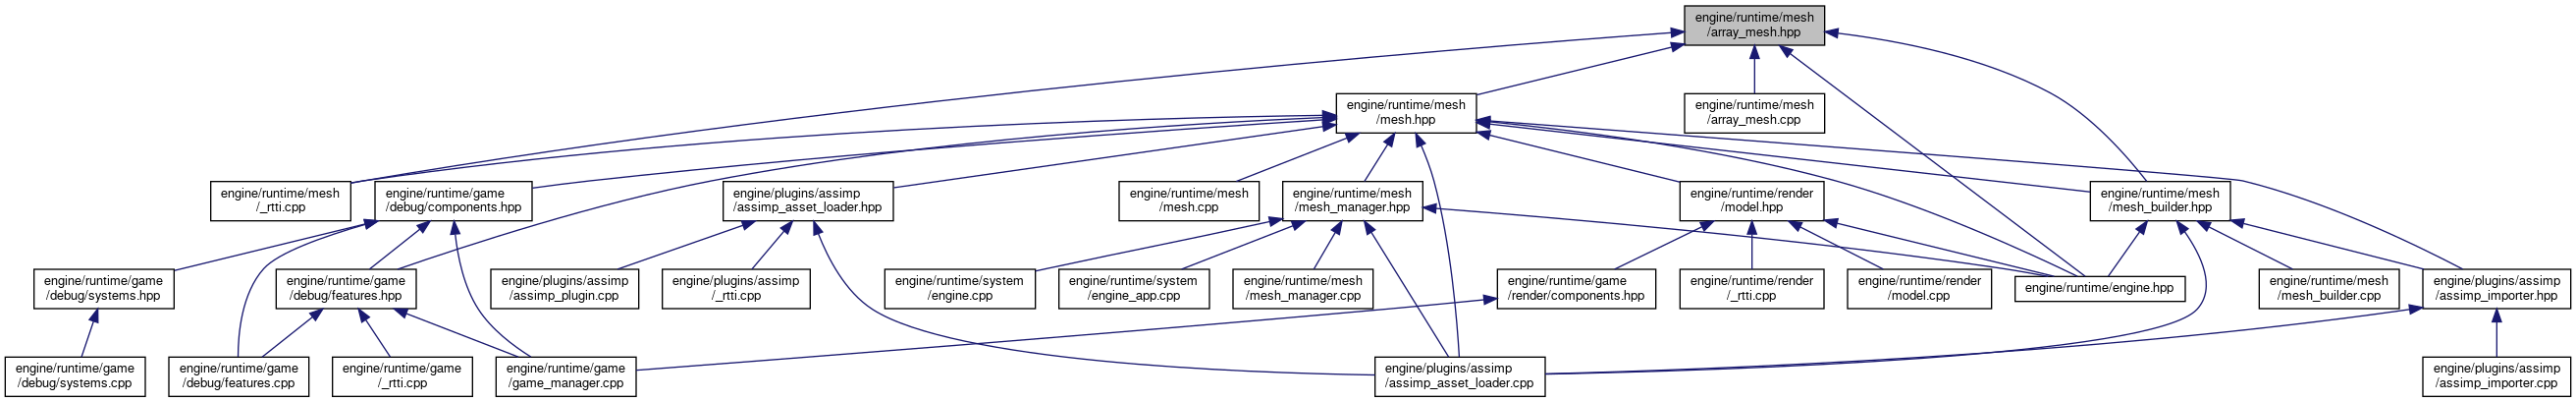 engine/runtime/mesh
/array_mesh.hpp
engine/runtime/mesh
/mesh.hpp
engine/runtime/mesh
/array_mesh.cpp
engine/runtime/mesh
/_rtti.cpp
engine/runtime/game
/debug/components.hpp
engine/plugins/assimp
/assimp_asset_loader.hpp
engine/runtime/mesh
/mesh.cpp
engine/runtime/mesh
/mesh_manager.hpp
engine/runtime/render
/model.hpp
engine/runtime/mesh
/mesh_builder.hpp
engine/runtime/game
/debug/systems.hpp
engine/runtime/game
/debug/features.hpp
engine/plugins/assimp
/assimp_plugin.cpp
engine/plugins/assimp
/_rtti.cpp
engine/runtime/system
/engine.cpp
engine/runtime/system
/engine_app.cpp
engine/runtime/mesh
/mesh_manager.cpp
engine/runtime/game
/render/components.hpp
engine/runtime/render
/_rtti.cpp
engine/runtime/render
/model.cpp
engine/runtime/engine.hpp
engine/runtime/mesh
/mesh_builder.cpp
engine/plugins/assimp
/assimp_importer.hpp
engine/runtime/game
/debug/systems.cpp
engine/runtime/game
/debug/features.cpp
engine/runtime/game
/_rtti.cpp
engine/runtime/game
/game_manager.cpp
engine/plugins/assimp
/assimp_asset_loader.cpp
engine/plugins/assimp
/assimp_importer.cpp